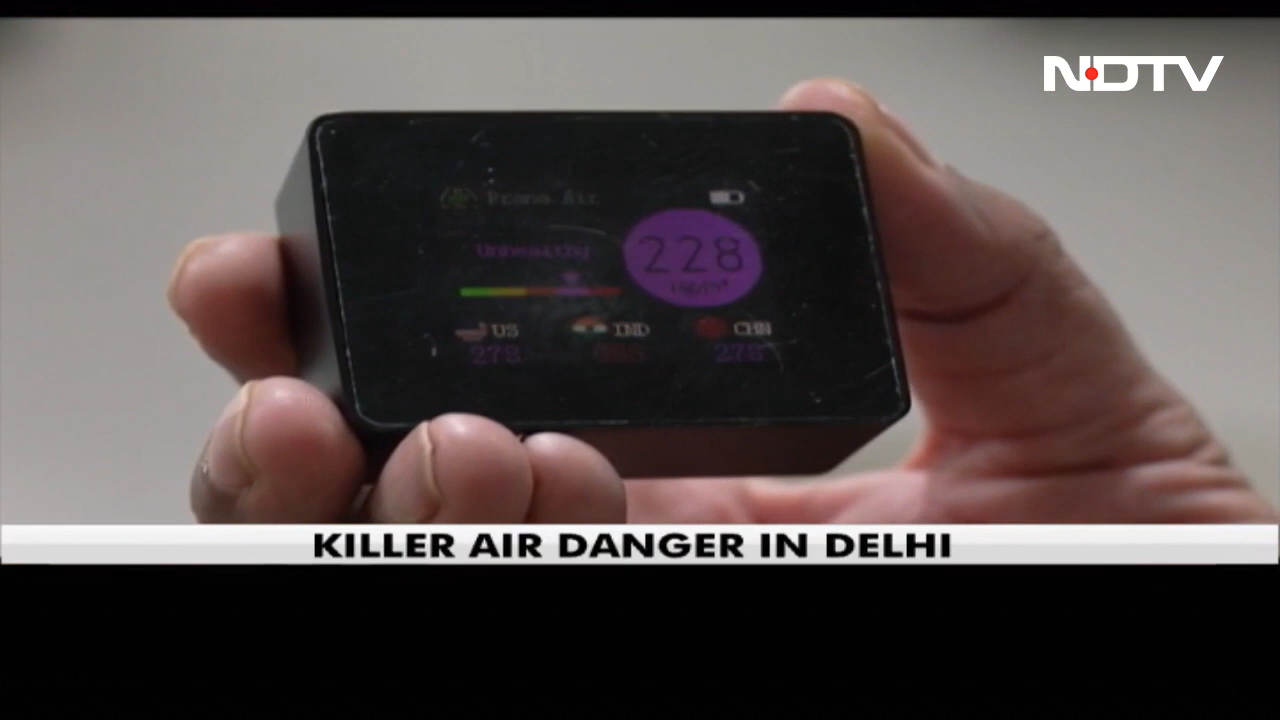 NDTV
Prana Air
Unhealthy
228
US IND CHN
278 278
KILLER AIR DANGER IN DELHI